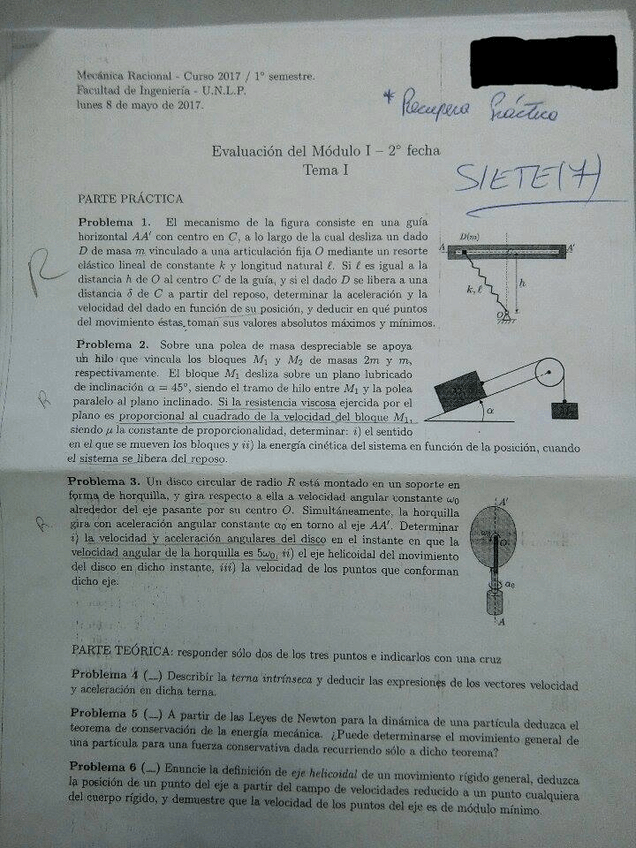 Mecánica Racional - Curso 2017 / 1° semestre.
Facultad de Ingeniería - U.N.L.P.
lunes 8 de mayo de 2017.
* Recupera Práctica
Evaluación del Módulo I – 2° fecha
Tema I
SIETE (7)
PARTE PRÁCTICA
Problema 1. El mecanismo de la figura consiste en una guía
horizontal AA' con centro en C, a lo largo de la cual desliza un dado
D de masa m vinculado a una articulación fija O mediante un resorte
elástico lineal de constante k y longitud natural ℓ. Si ℓ es igual a la
distancia h de O al centro C de la guía, y si el dado D se libera a una
distancia δ de C a partir del reposo, determinar la aceleración y la
velocidad del dado en función de su posición, y deducir en qué puntos
del movimiento éstas toman sus valores absolutos máximos y mínimos.
D(m)
A
A'
k, ℓ
h
O
R
Problema 2. Sobre una polea de masa despreciable se apoya
un hilo que vincula los bloques M₁ y M₂ de masas 2m y m,
respectivamente. El bloque M₁ desliza sobre un plano lubricado
de inclinación α = 45°, siendo el tramo de hilo entre M₁ y la polea
paralelo al plano inclinado. Si la resistencia viscosa ejercida por el
plano es proporcional al cuadrado de la velocidad del bloque M₁,
siendo μ la constante de proporcionalidad, determinar: i) el sentido
en el que se mueven los bloques y ii) la energía cinética del sistema en función de la posición, cuando
el sistema se libera del reposo.
α
R
Problema 3. Un disco circular de radio R está montado en un soporte en
forma de horquilla, y gira respecto a ella a velocidad angular constante ω₀
alrededor del eje pasante por su centro O. Simultáneamente, la horquilla
gira con aceleración angular constante α₀ en torno al eje AA'. Determinar
i) la velocidad y aceleración angulares del disco en el instante en que la
velocidad angular de la horquilla es 5ω₀, ii) el eje helicoidal del movimiento
del disco en dicho instante, iii) la velocidad de los puntos que conforman
dicho eje.
A'
α₀
A
R
PARTE TEÓRICA: responder sólo dos de los tres puntos e indicarlos con una cruz
Problema 4 (__) Describir la terna intrínseca y deducir las expresiones de los vectores velocidad
y aceleración en dicha terna.
Problema 5 (__) A partir de las Leyes de Newton para la dinámica de una partícula deduzca el
teorema de conservación de la energía mecánica. ¿Puede determinarse el movimiento general de
una partícula para una fuerza conservativa dada recurriendo sólo a dicho teorema?
Problema 6 (__) Enuncie la definición de eje helicoidal de un movimiento rígido general, deduzca
la posición de un punto del eje a partir del campo de velocidades reducido a un punto cualquiera
del cuerpo rígido, y demuestre que la velocidad de los puntos del eje es de módulo mínimo.